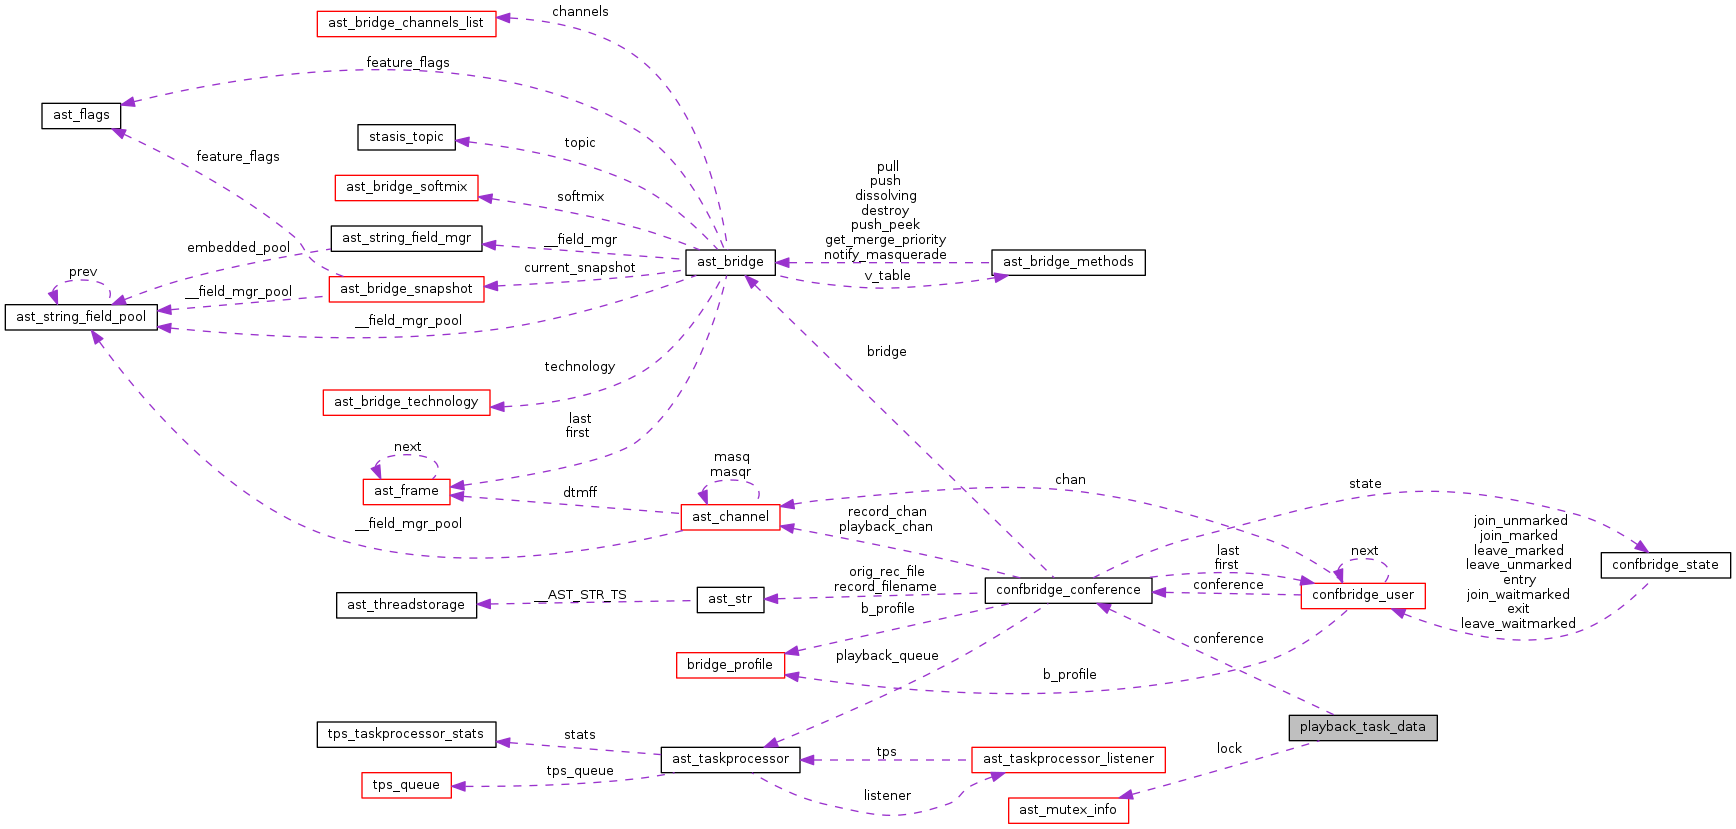 channels
ast_bridge_channels_list
feature_flags
ast_flags
stasis_topic
topic
feature_flags
pull
push
dissolving
destroy
push_peek
get_merge_priority
notify_masquerade
ast_bridge_softmix
softmix
ast_string_field_mgr
__field_mgr
embedded_pool
ast_bridge
ast_bridge_methods
current_snapshot
v_table
prev
__field_mgr_pool
ast_bridge_snapshot
ast_string_field_pool
__field_mgr_pool
bridge
technology
ast_bridge_technology
last
first
next
masq
masqr
ast_frame
dtmff
chan
state
ast_channel
record_chan
playback_chan
__field_mgr_pool
join_unmarked
join_marked
leave_marked
leave_unmarked
entry
join_waitmarked
exit
leave_waitmarked
last
first
next
confbridge_state
orig_rec_file
record_filename
confbridge_conference
conference
confbridge_user
ast_threadstorage
__AST_STR_TS
ast_str
b_profile
conference
playback_queue
bridge_profile
b_profile
playback_task_data
tps_taskprocessor_stats
stats
lock
ast_taskprocessor
tps
ast_taskprocessor_listener
tps_queue
tps_queue
listener
ast_mutex_info